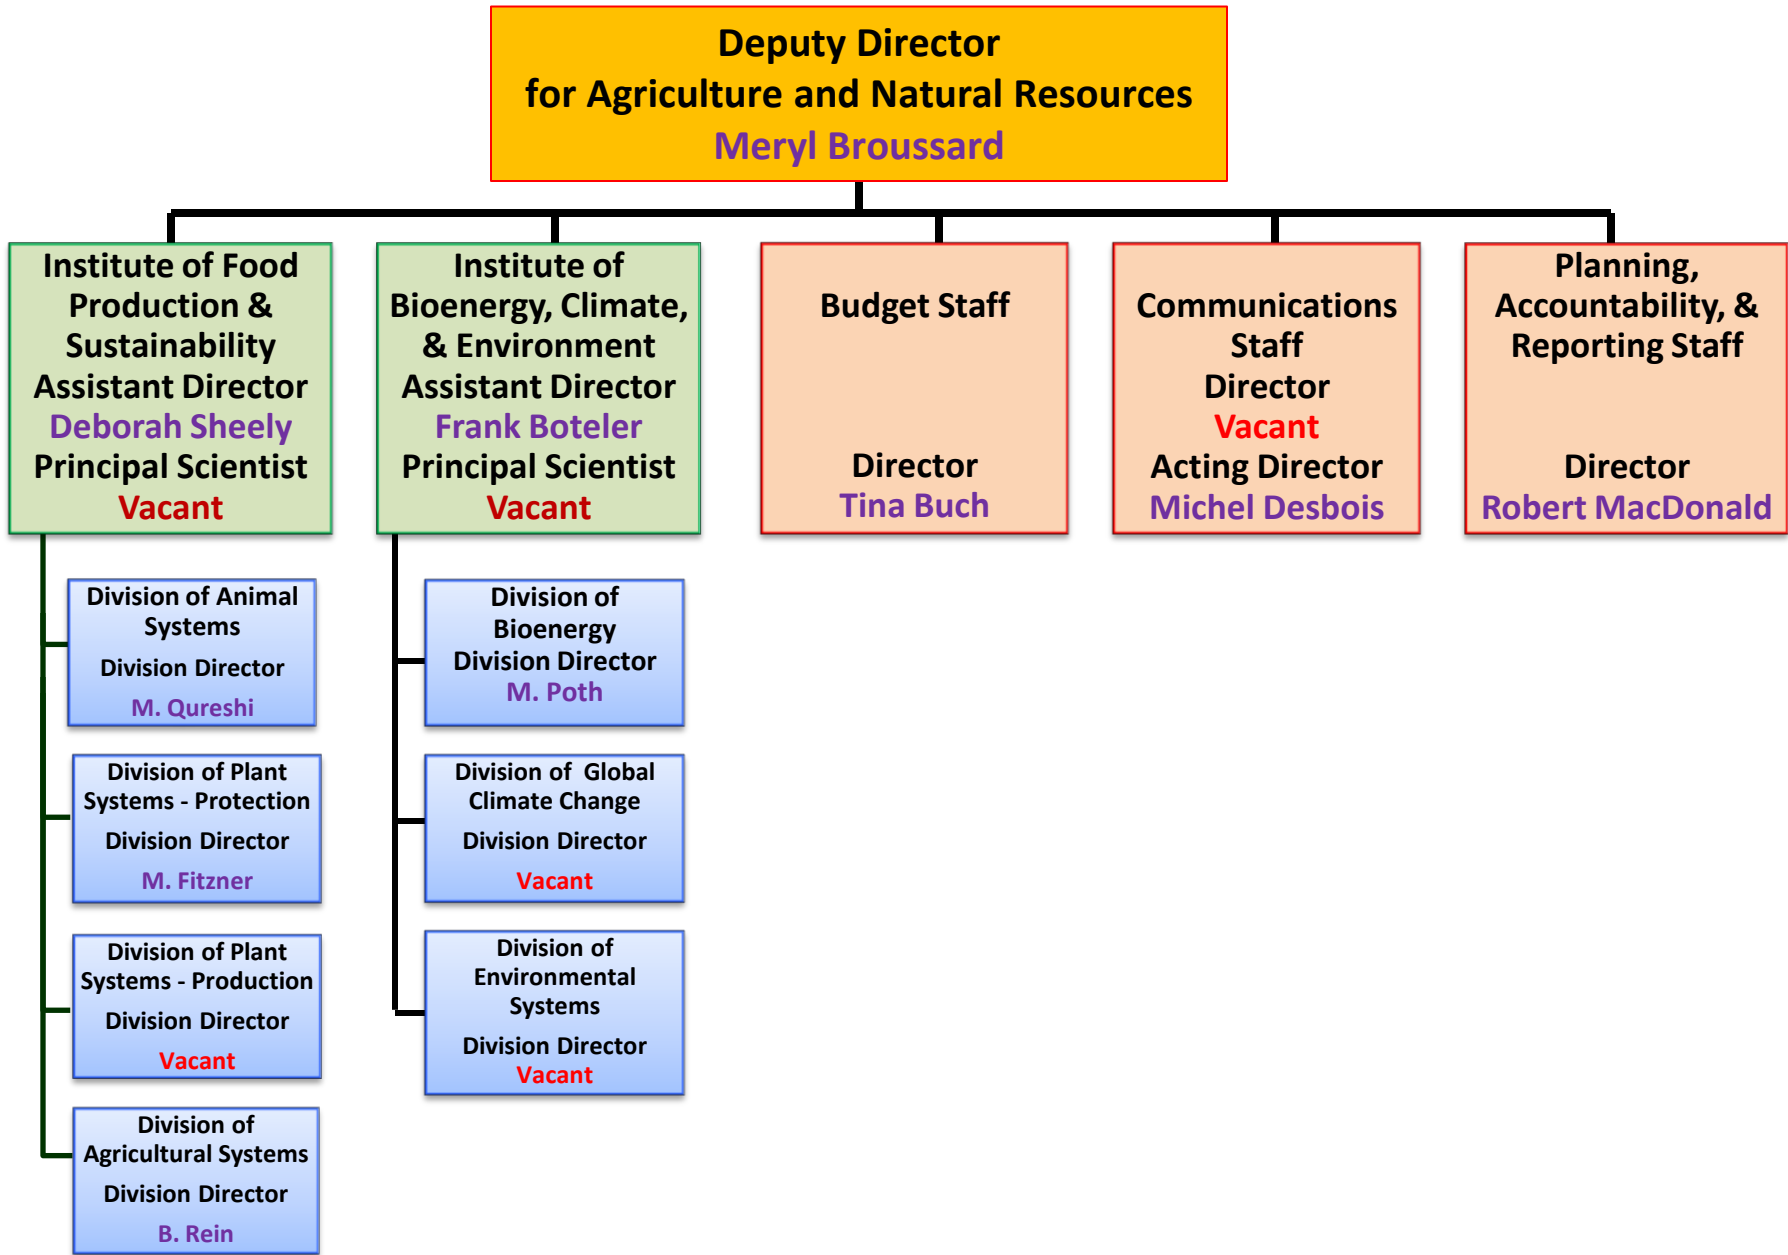 Deputy Director
for Agriculture and Natural Resources
Meryl Broussard
Institute of Food
Production &
Sustainability
Assistant Director
Deborah Sheely
Principal Scientist
Vacant
Institute of
Bioenergy, Climate,
& Environment
Assistant Director
Frank Boteler
Principal Scientist
Vacant
Budget Staff
Director
Tina Buch
Communications
Staff
Director
Vacant
Acting Director
Michel Desbois
Planning,
Accountability, &
Reporting Staff
Director
Robert MacDonald
Division of Animal
Systems
Division Director
M. Qureshi
Division of Plant
Systems - Protection
Division Director
M. Fitzner
Division of Plant
Systems - Production
Division Director
Vacant
Division of
Agricultural Systems
Division Director
B. Rein
Division of
Bioenergy
Division Director
M. Poth
Division of Global
Climate Change
Division Director
Vacant
Division of
Environmental
Systems
Division Director
Vacant